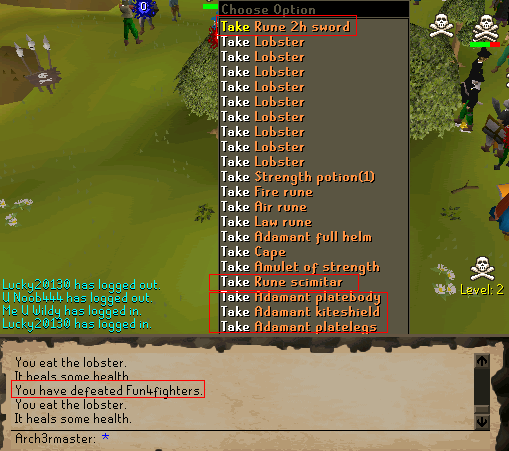 Choose Option
Take Rune 2h sword
Take Lobster
Take Lobster
Take Lobster
Take Lobster
Take Lobster
Take Lobster
Take Lobster
Take Lobster
Take Lobster
Take Strength potion(1)
Take Fire rune
Take Air rune
Take Law rune
Take Adamant full helm
Take Cape
Take Amulet of strength
Take Rune scimitar
Take Adamant platebody
Take Adamant kiteshield
Take Adamant platelegs
Level: 2
Lucky20130 has logged out.
U Noob444 has logged out.
Me U Wildy has logged in.
Lucky20130 has logged in.
You eat the lobster.
It heals some health.
You have defeated Fun4fighters.
You eat the lobster.
It heals some health.
Arch3rmaster: *